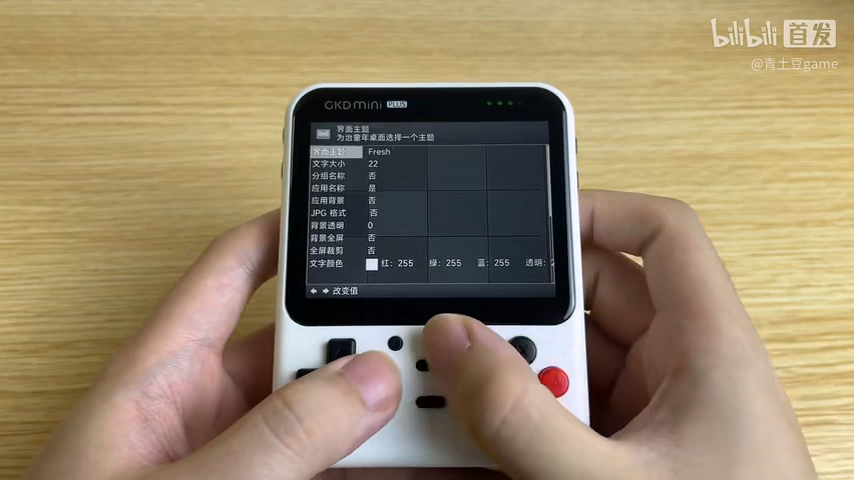 bilibili 首发
@青土豆game
GKD mini PLUS
界面主题
为治童年桌面选择一个主题
界面主题 Fresh
文字大小 22
分组名称 否
应用名称 是
应用背景 否
JPG 格式 否
背景透明 0
背景全屏 否
全屏裁剪 否
文字颜色 红: 255 绿: 255 蓝: 255 透明: 2
改变值